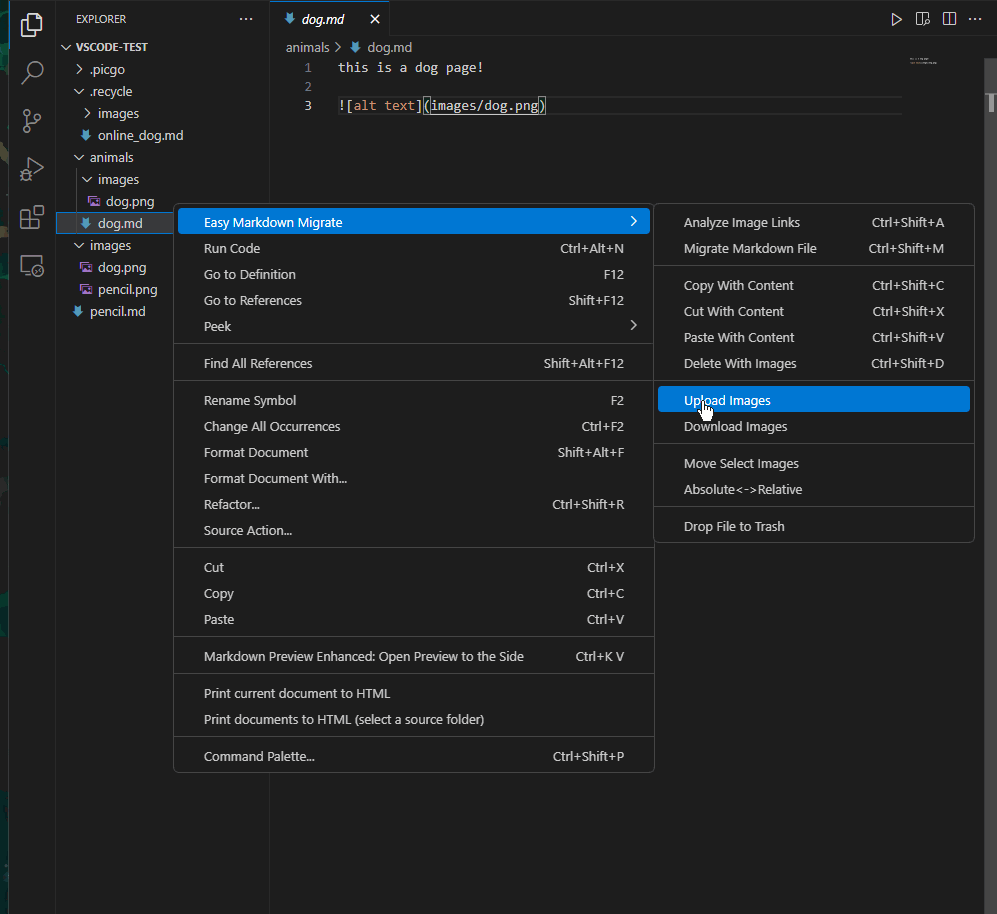 EXPLORER
VSCODE-TEST
.picgo
.recycle
images
online_dog.md
animals
images
dog.png
dog.md
images
dog.png
pencil.png
pencil.md
dog.md
animals > dog.md
1 this is a dog page!
2
3 ![alt text](images/dog.png)
Easy Markdown Migrate
Run Code Ctrl+Alt+N
Go to Definition F12
Go to References Shift+F12
Peek
Find All References Shift+Alt+F12
Rename Symbol F2
Change All Occurrences Ctrl+F2
Format Document Shift+Alt+F
Format Document With...
Refactor... Ctrl+Shift+R
Source Action...
Cut Ctrl+X
Copy Ctrl+C
Paste Ctrl+V
Markdown Preview Enhanced: Open Preview to the Side Ctrl+K V
Print current document to HTML
Print documents to HTML (select a source folder)
Command Palette... Ctrl+Shift+P
Analyze Image Links Ctrl+Shift+A
Migrate Markdown File Ctrl+Shift+M
Copy With Content Ctrl+Shift+C
Cut With Content Ctrl+Shift+X
Paste With Content Ctrl+Shift+V
Delete With Images Ctrl+Shift+D
Upload Images
Download Images
Move Select Images
Absolute<->Relative
Drop File to Trash